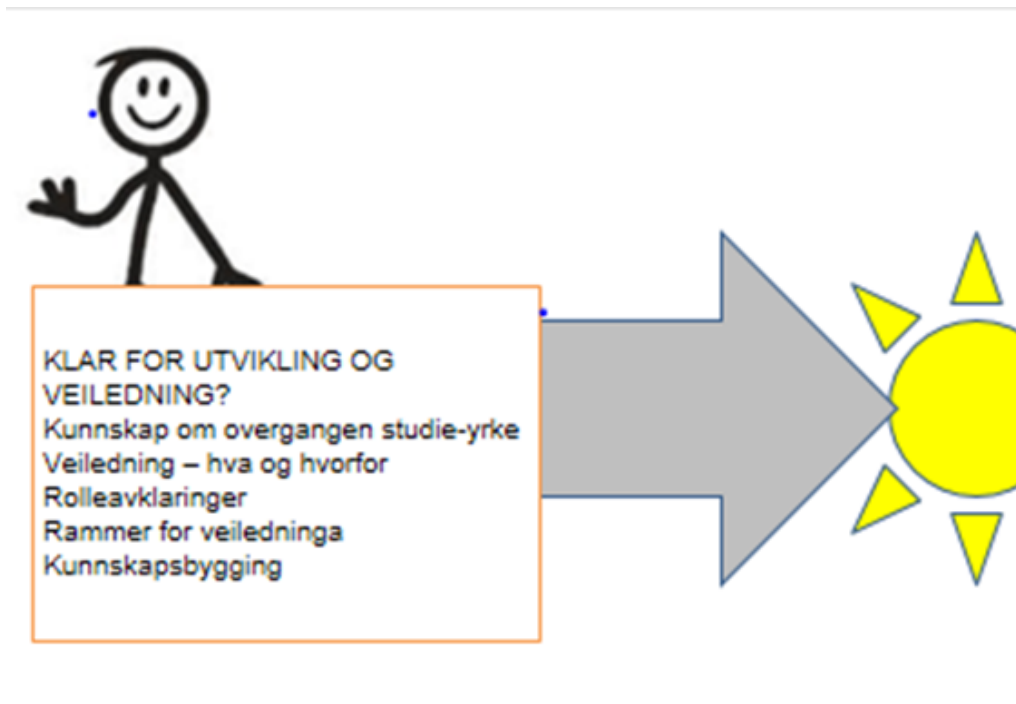 KLAR FOR UTVIKLING OG
VEILEDNING?
Kunnskap om overgangen studie-yrke
Veiledning – hva og hvorfor
Rolleavklaringer
Rammer for veiledninga
Kunnskapsbygging